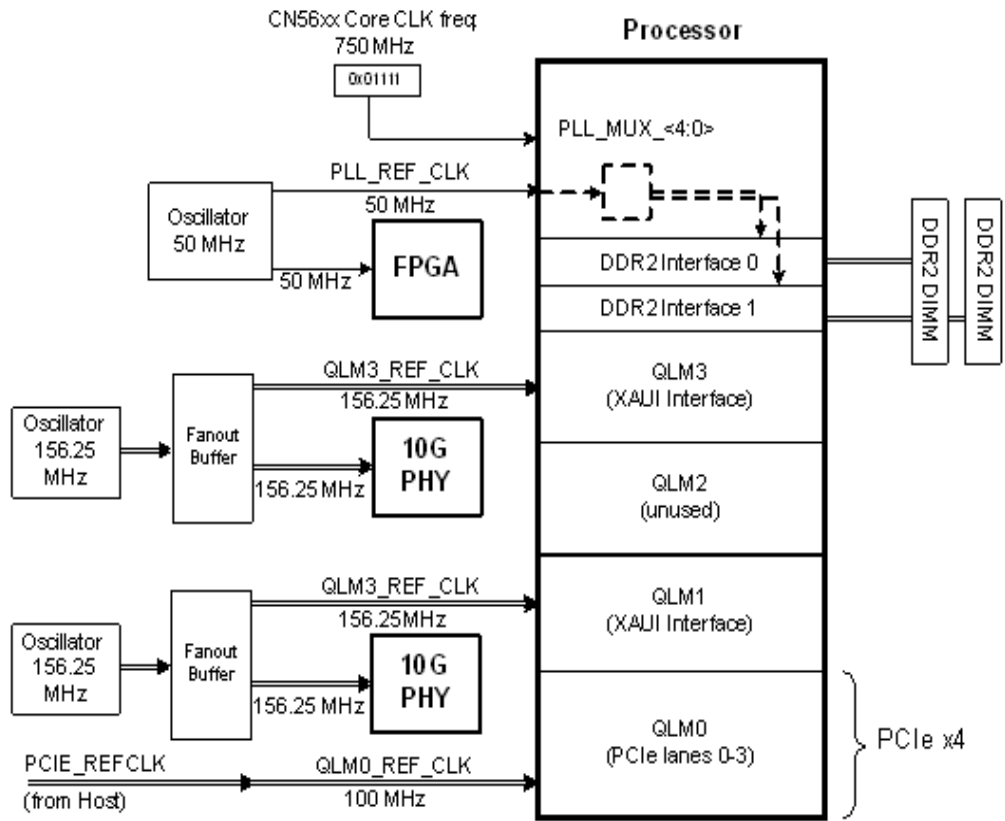 CN56xx Core CLK freq
750 MHz
0x01111
Processor
PLL_MUX_<4:0>
PLL_REF_CLK
50 MHz
Oscillator
50 MHz
50 MHz
FPGA
DDR2 Interface 0
DDR2 Interface 1
DDR2 DIMM
DDR2 DIMM
QLM3_REF_CLK
156.25 MHz
Oscillator
156.25
MHz
Fanout
Buffer
156.25 MHz
10G
PHY
QLM3
(XAUI Interface)
QLM2
(unused)
QLM3_REF_CLK
156.25MHz
Oscillator
156.25
MHz
Fanout
Buffer
156.25 MHz
10G
PHY
QLM1
(XAUI Interface)
QLM0
(PCIe lanes 0-3)
PCIe x4
PCIE_REFCLK
(from Host)
QLM0_REF_CLK
100 MHz